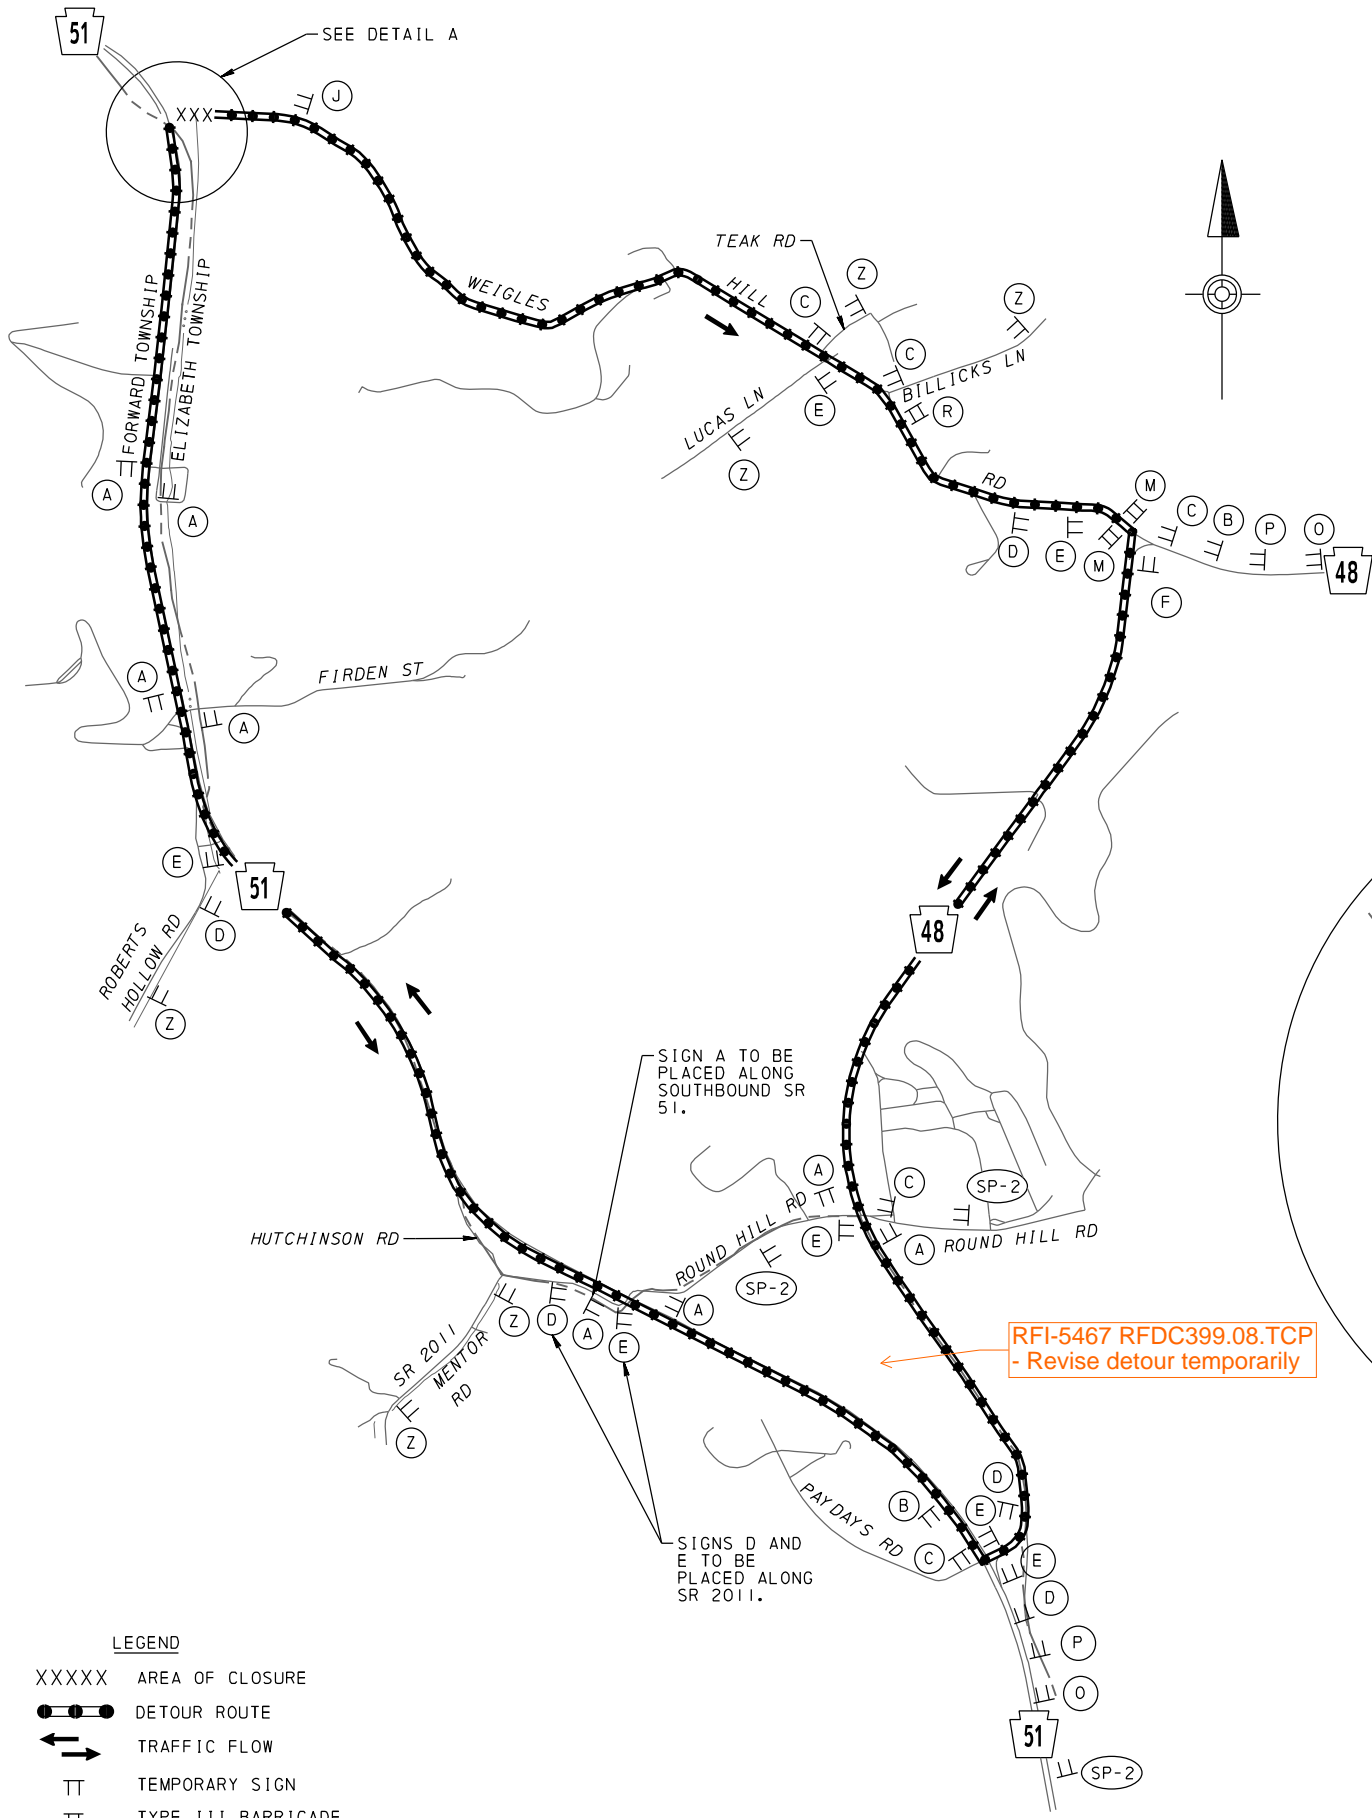 51
SEE DETAIL A
XXX
J
TEAK RD
Z
C
Z
HILL
WEIGLES
FORWARD TOWNSHIP
ELIZABETH TOWNSHIP
C
BILLICKS LN
E
R
LUCAS LN
Z
RD
M
C
B
P
O
48
A
A
D
E
M
F
FIRDEN ST
A
A
E
51
D
ROBERTS
HOLLOW RD
Z
48
SIGN A TO BE
PLACED ALONG
SOUTHBOUND SR
51.
A
C
SP-2
HUTCHINSON RD
ROUND HILL RD
E
A
ROUND HILL RD
SP-2
Z
D
A
E
A
SR 2011
MENTOR
RD
Z
RFI-5467 RFDC399.08.TCP
- Revise detour temporarily
D
B
E
PAYDAYS RD
C
E
SIGNS D AND
E TO BE
PLACED ALONG
SR 2011.
D
P
O
51
SP-2
LEGEND
XXXXX AREA OF CLOSURE
DETOUR ROUTE
TRAFFIC FLOW
TEMPORARY SIGN
TYPE III BARRICADE